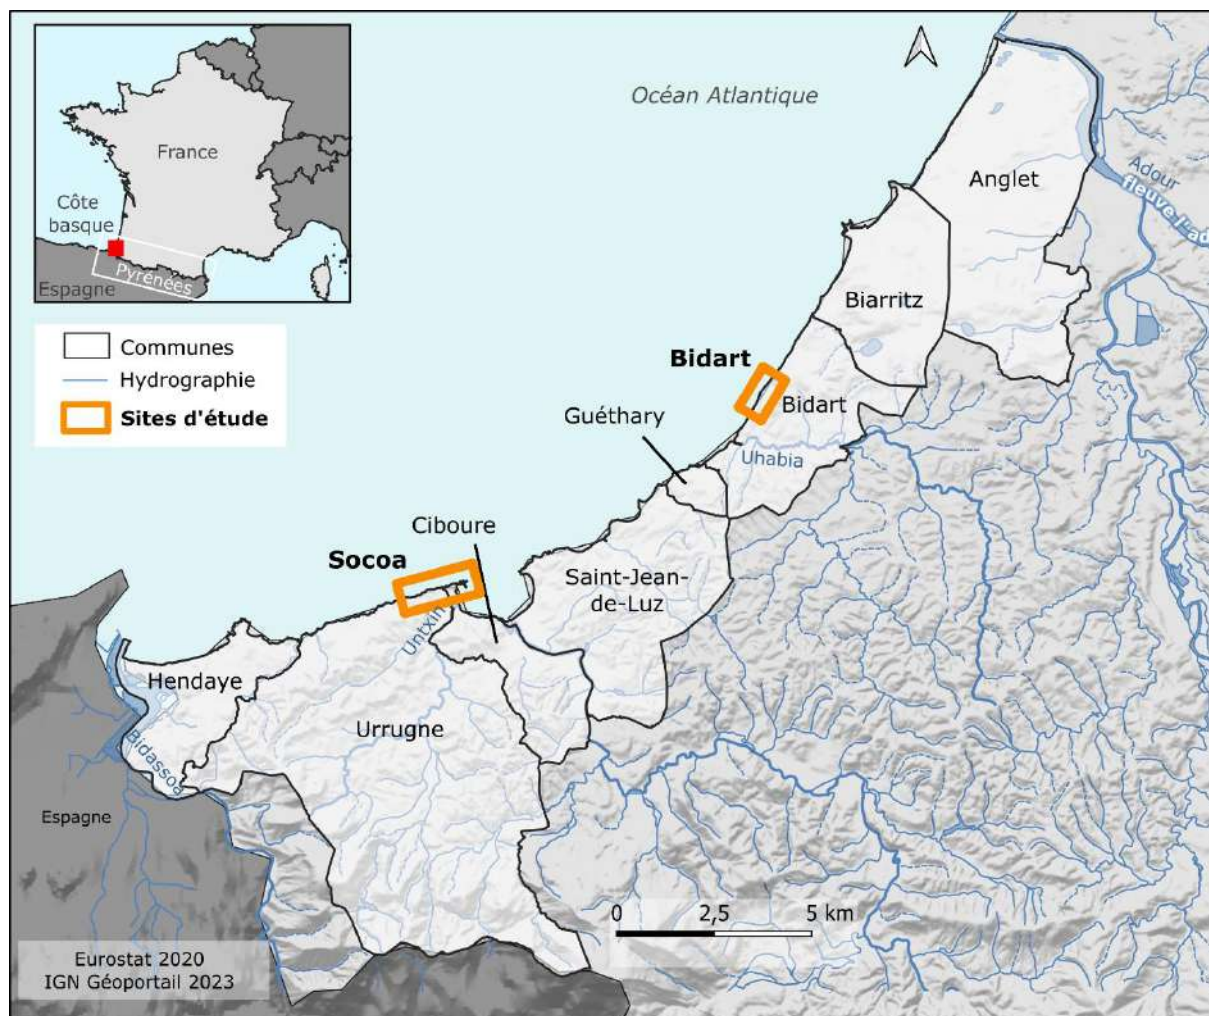 Océan Atlantique
France
Côte
basque
Pyrénées
Espagne
Communes
Hydrographie
Sites d'étude
Anglet
Adour
fleuve l'ad
Biarritz
Bidart
Bidart
Guéthary
Uhabia
Ciboure
Socoa
Saint-Jean-
de-Luz
Untxin
Hendaye
Urrugne
Bidassoa
Espagne
0 2,5 5 km
Eurostat 2020
IGN Géoportail 2023